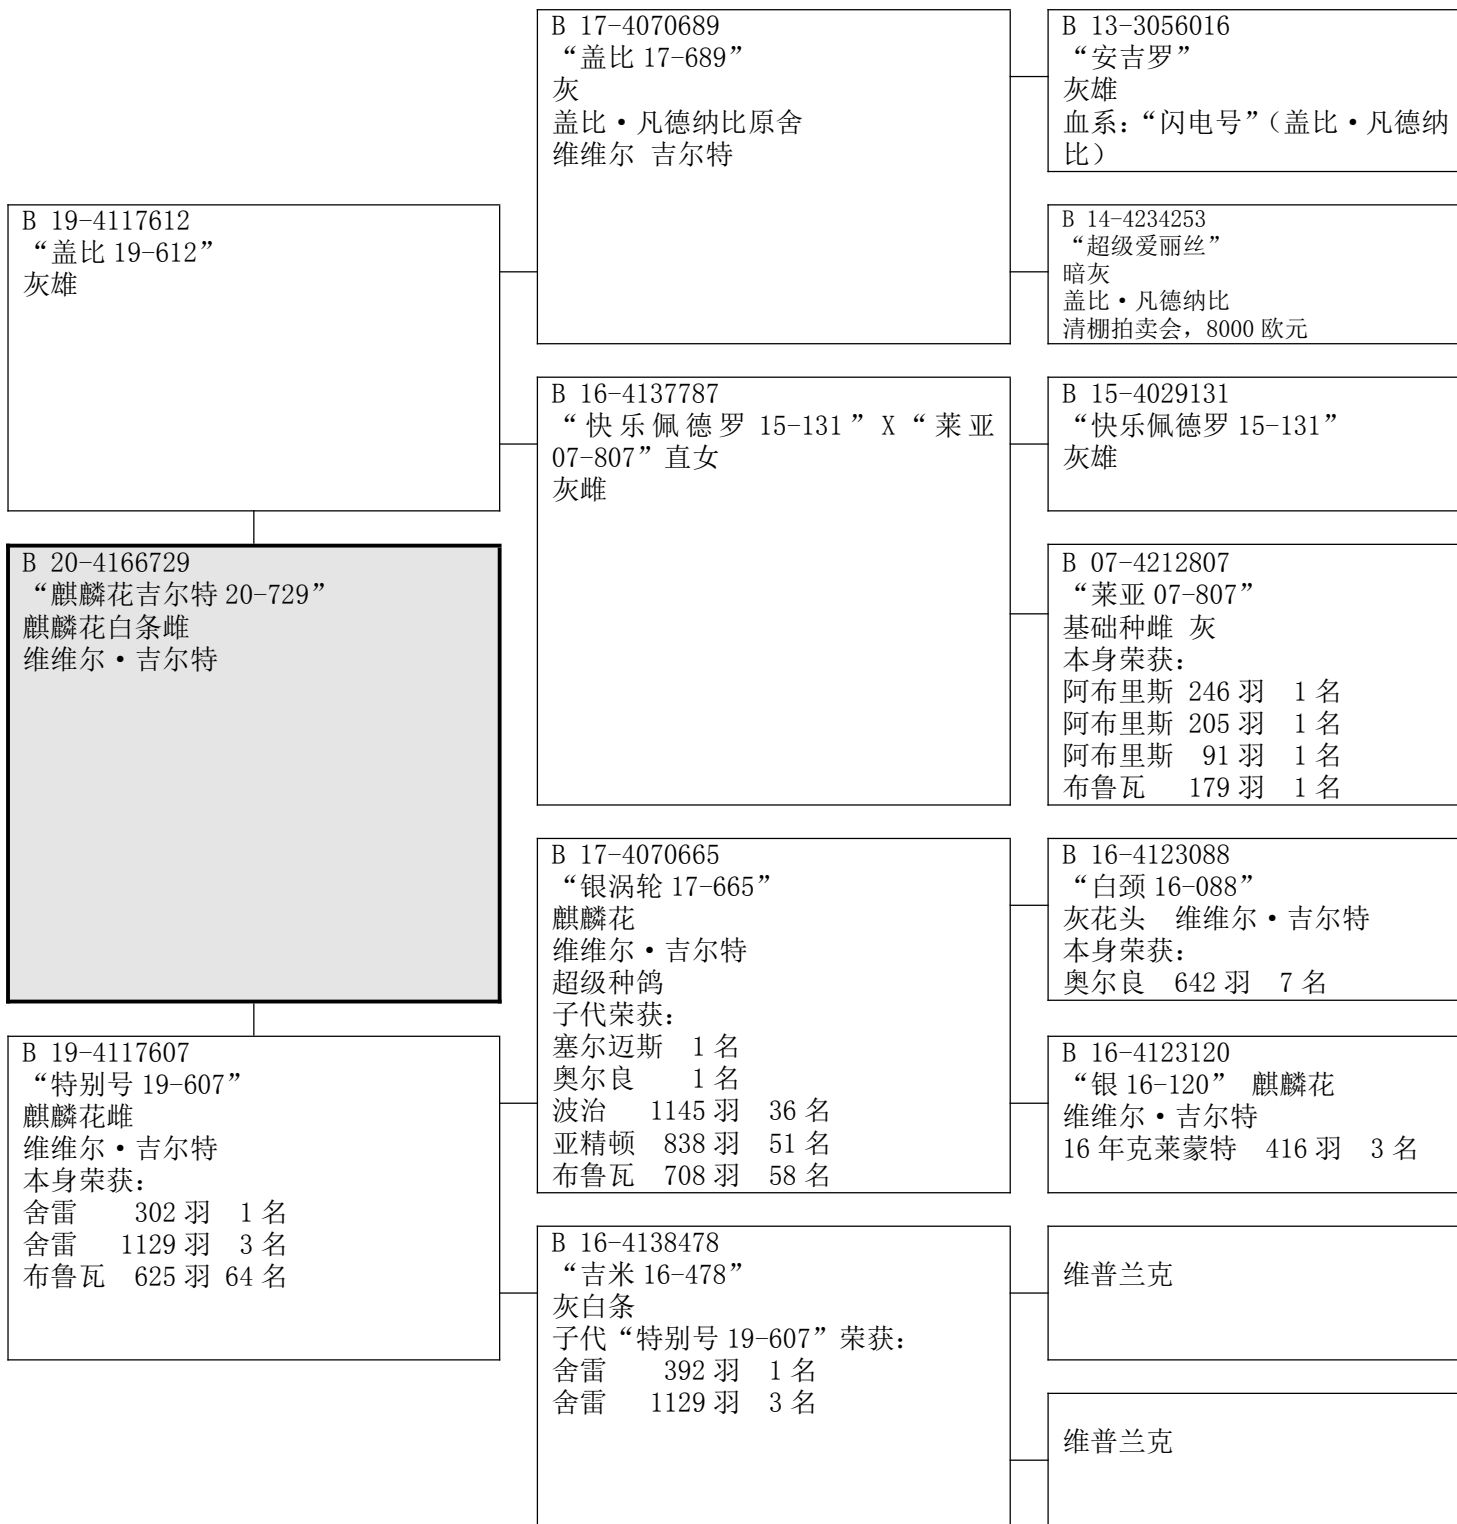 B 19-4117612
“盖比 19-612”
灰雄
B 20-4166729
“麒麟花吉尔特 20-729”
麒麟花白条雌
维维尔·吉尔特
B 19-4117607
“特别号 19-607”
麒麟花雌
维维尔·吉尔特
本身荣获：
舍雷 302 羽 1 名
舍雷 1129 羽 3 名
布鲁瓦 625 羽 64 名
B 17-4070689
“盖比 17-689”
灰
盖比·凡德纳比原舍
维维尔 吉尔特
B 16-4137787
“快乐佩德罗 15-131”X“莱亚
07-807”直女
灰雌
B 17-4070665
“银涡轮 17-665”
麒麟花
维维尔·吉尔特
超级种鸽
子代荣获：
塞尔迈斯 1 名
奥尔良 1 名
波治 1145 羽 36 名
亚精顿 838 羽 51 名
布鲁瓦 708 羽 58 名
B 16-4138478
“吉米 16-478”
灰白条
子代“特别号 19-607”荣获：
舍雷 392 羽 1 名
舍雷 1129 羽 3 名
B 13-3056016
“安吉罗”
灰雄
血系：“闪电号”（盖比·凡德纳
比）
B 14-4234253
“超级爱丽丝”
暗灰
盖比·凡德纳比
清棚拍卖会，8000 欧元
B 15-4029131
“快乐佩德罗 15-131”
灰雄
B 07-4212807
“莱亚 07-807”
基础种雌 灰
本身荣获：
阿布里斯 246 羽 1 名
阿布里斯 205 羽 1 名
阿布里斯 91 羽 1 名
布鲁瓦 179 羽 1 名
B 16-4123088
“白颈 16-088”
灰花头 维维尔·吉尔特
本身荣获：
奥尔良 642 羽 7 名
B 16-4123120
“银 16-120” 麒麟花
维维尔·吉尔特
16 年克莱蒙特 416 羽 3 名
维普兰克
维普兰克